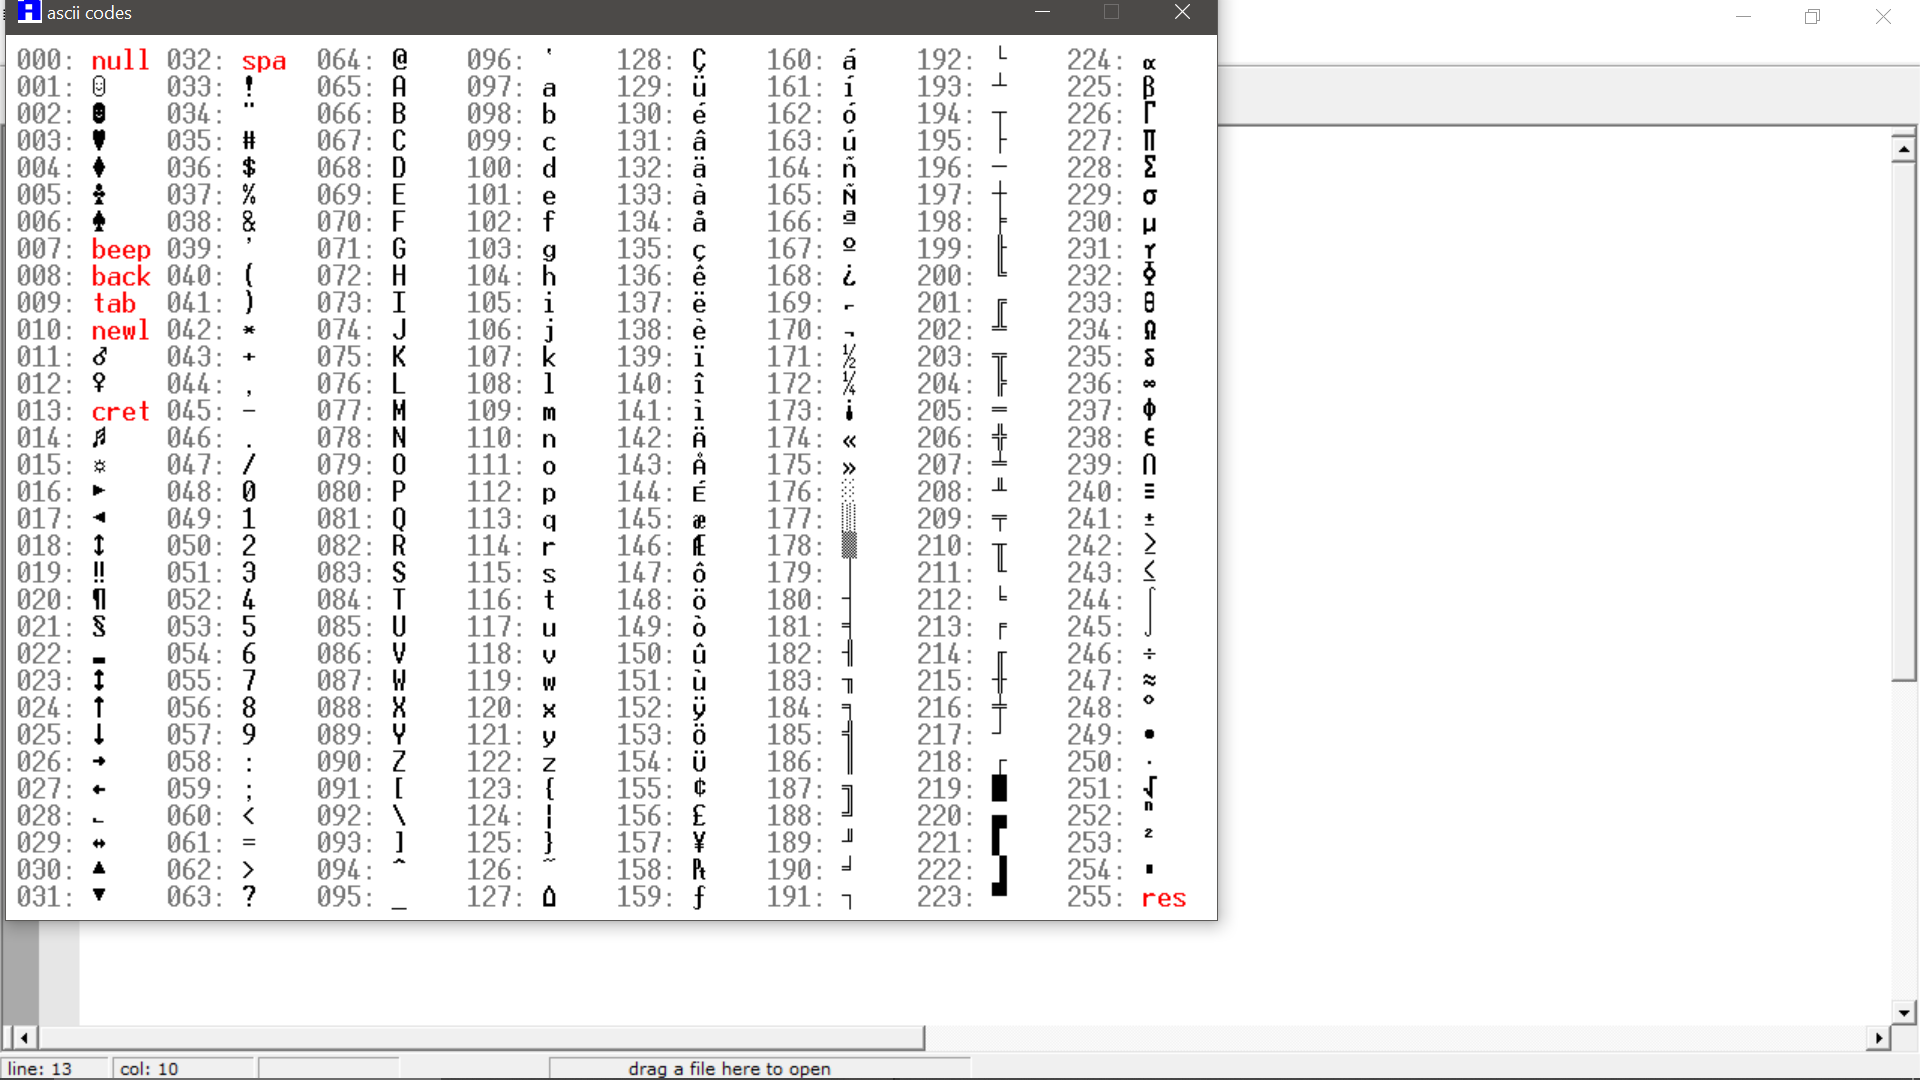 ascii codes
000: null 032: spa 064: @ 096: ` 128: Ç 160: á 192: └ 224: α
001: ☺ 033: ! 065: A 097: a 129: ü 161: í 193: ┴ 225: β
002: ☻ 034: " 066: B 098: b 130: é 162: ó 194: ┬ 226: Γ
003: ♥ 035: # 067: C 099: c 131: â 163: ú 195: ├ 227: π
004: ♦ 036: $ 068: D 100: d 132: ä 164: ñ 196: ─ 228: Σ
005: ♣ 037: % 069: E 101: e 133: à 165: Ñ 197: ┼ 229: σ
006: ♠ 038: & 070: F 102: f 134: å 166: ª 198: ╞ 230: µ
007: beep 039: ' 071: G 103: g 135: ç 167: º 199: ╟ 231: γ
008: back 040: ( 072: H 104: h 136: ê 168: ¿ 200: ╚ 232: Φ
009: tab 041: ) 073: I 105: i 137: ë 169: ⌐ 201: ╔ 233: θ
010: newl 042: * 074: J 106: j 138: è 170: ¬ 202: ╩ 234: Ω
011: ♂ 043: + 075: K 107: k 139: ï 171: ½ 203: ╦ 235: δ
012: ♀ 044: , 076: L 108: l 140: î 172: ¼ 204: ╠ 236: ∞
013: cret 045: - 077: M 109: m 141: ì 173: ¡ 205: ═ 237: φ
014: ♫ 046: . 078: N 110: n 142: Ä 174: « 206: ╬ 238: ε
015: ☼ 047: / 079: O 111: o 143: Å 175: » 207: ╧ 239: ∩
016: ► 048: 0 080: P 112: p 144: É 176: ░ 208: ╨ 240: ≡
017: ◄ 049: 1 081: Q 113: q 145: æ 177: ▒ 209: ╤ 241: ±
018: ↕ 050: 2 082: R 114: r 146: Æ 178: ▓ 210: ╥ 242: ≥
019: ‼ 051: 3 083: S 115: s 147: ô 179: │ 211: ╙ 243: ≤
020: ¶ 052: 4 084: T 116: t 148: ö 180: ┤ 212: ╘ 244: ⌠
021: § 053: 5 085: U 117: u 149: ò 181: ╡ 213: ╒ 245: ⌡
022: ▬ 054: 6 086: V 118: v 150: û 182: ╢ 214: ╓ 246: ÷
023: ↨ 055: 7 087: W 119: w 151: ù 183: ╖ 215: ╫ 247: ≈
024: ↑ 056: 8 088: X 120: x 152: ÿ 184: ╕ 216: ╪ 248: °
025: ↓ 057: 9 089: Y 121: y 153: Ö 185: ╣ 217: ┘ 249: ∙
026: → 058: : 090: Z 122: z 154: Ü 186: ║ 218: ┌ 250: ·
027: ← 059: ; 091: [ 123: { 155: ¢ 187: ╗ 219: █ 251: √
028: ∟ 060: < 092: \ 124: ¦ 156: £ 188: ╝ 220: ▄ 252: ⁿ
029: ↔ 061: = 093: ] 125: } 157: ¥ 189: ╜ 221: ▌ 253: ²
030: ▲ 062: > 094: ^ 126: ~ 158: ₧ 190: ╛ 222: ▐ 254: ■
031: ▼ 063: ? 095: _ 127: ⌂ 159: ƒ 191: ┐ 223: ▀ 255: res
line: 13 col: 10 drag a file here to open